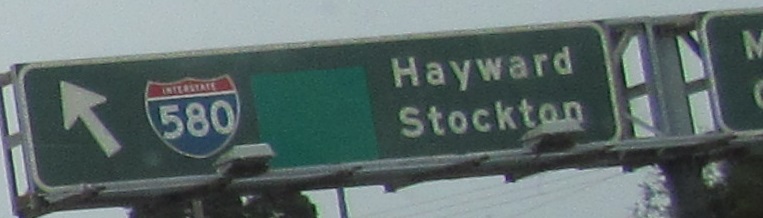 INTERSTATE
580
Hayward
Stockton